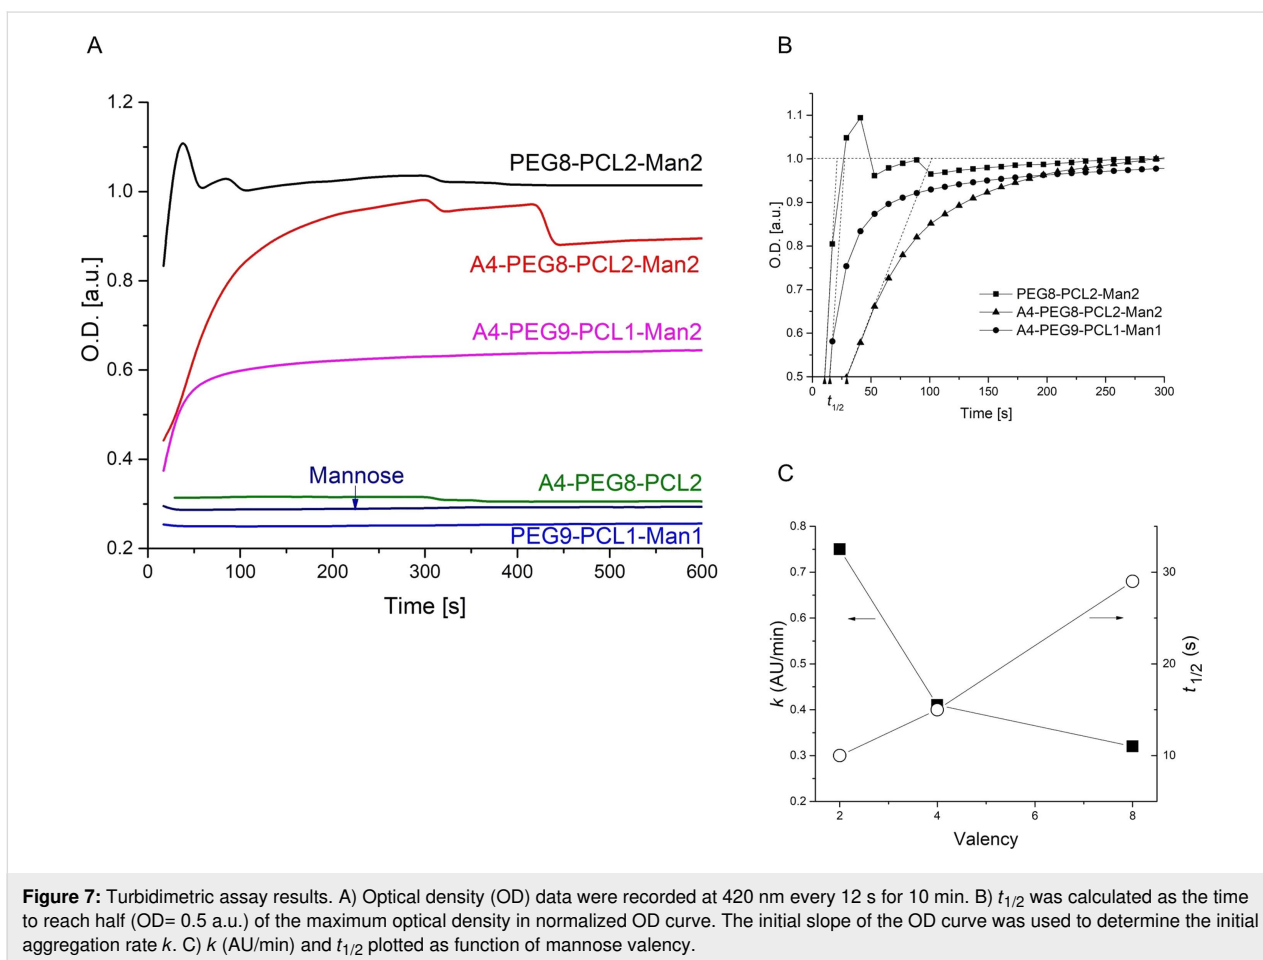 A
1.2
1.0
0.8
0.6
0.4
0.2
O.D. [a.u.]
PEG8-PCL2-Man2
A4-PEG8-PCL2-Man2
A4-PEG9-PCL1-Man2
Mannose
A4-PEG8-PCL2
PEG9-PCL1-Man1
0 100 200 300 400 500 600
Time [s]
B
1.1
1.0
0.9
0.8
0.7
0.6
0.5
O.D. [a.u.]
PEG8-PCL2-Man2
A4-PEG8-PCL2-Man2
A4-PEG9-PCL1-Man1
0 50 100 150 200 250 300
t1/2
Time [s]
C
0.8
0.7
0.6
0.5
0.4
0.3
0.2
k (AU/min)
30
20
10
t1/2 (s)
2 4 6 8
Valency
Figure 7: Turbidimetric assay results. A) Optical density (OD) data were recorded at 420 nm every 12 s for 10 min. B) t1/2 was calculated as the time
to reach half (OD= 0.5 a.u.) of the maximum optical density in normalized OD curve. The initial slope of the OD curve was used to determine the initial
aggregation rate k. C) k (AU/min) and t1/2 plotted as function of mannose valency.